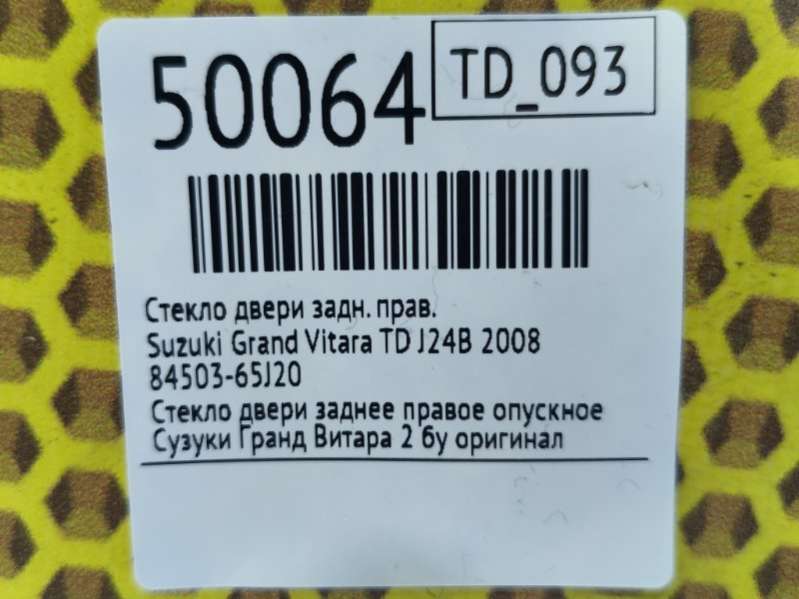 50064
TD_093
Стекло двери задн. прав.
Suzuki Grand Vitara TD J24B 2008
84503-65J20
Стекло двери заднее правое опускное
Сузуки Гранд Витара 2 бу оригинал